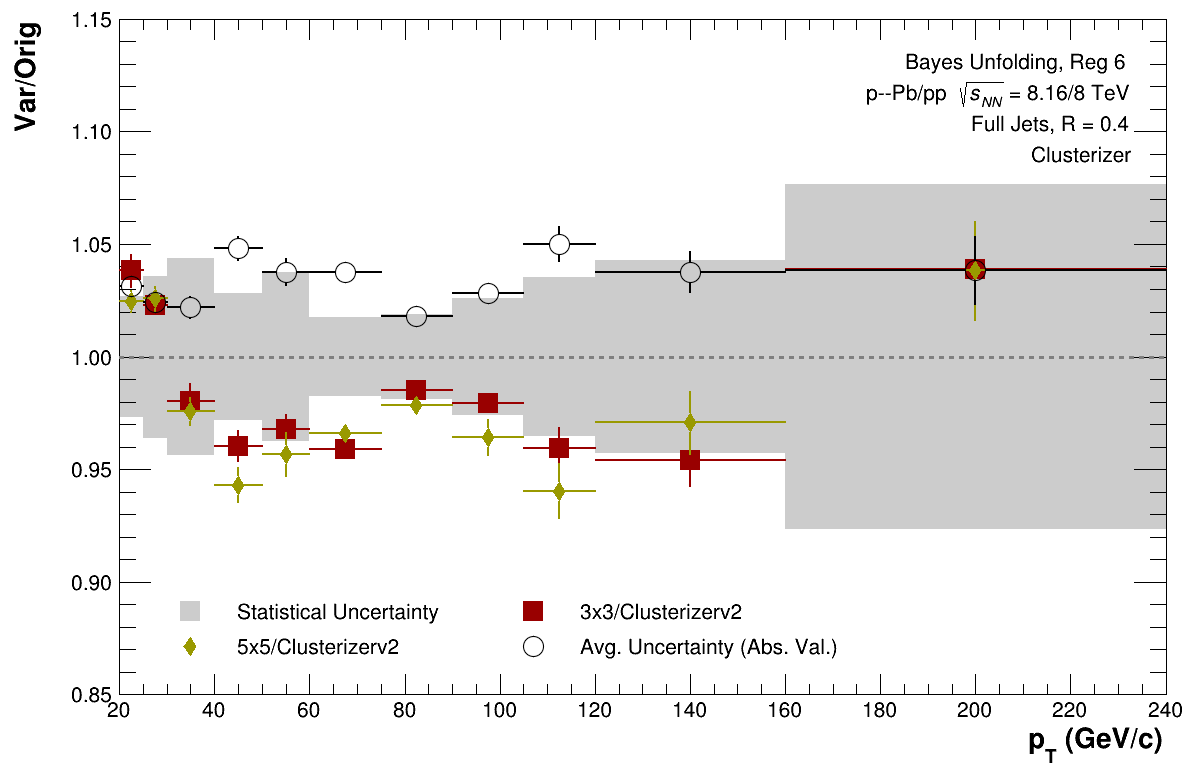 Var/Orig
1.15
1.10
1.05
1.00
0.95
0.90
0.85
Bayes Unfolding, Reg 6
p--Pb/pp √s_NN = 8.16/8 TeV
Full Jets, R = 0.4
Clusterizer
Statistical Uncertainty
3x3/Clusterizerv2
5x5/Clusterizerv2
Avg. Uncertainty (Abs. Val.)
20 40 60 80 100 120 140 160 180 200 220 240
p_T (GeV/c)